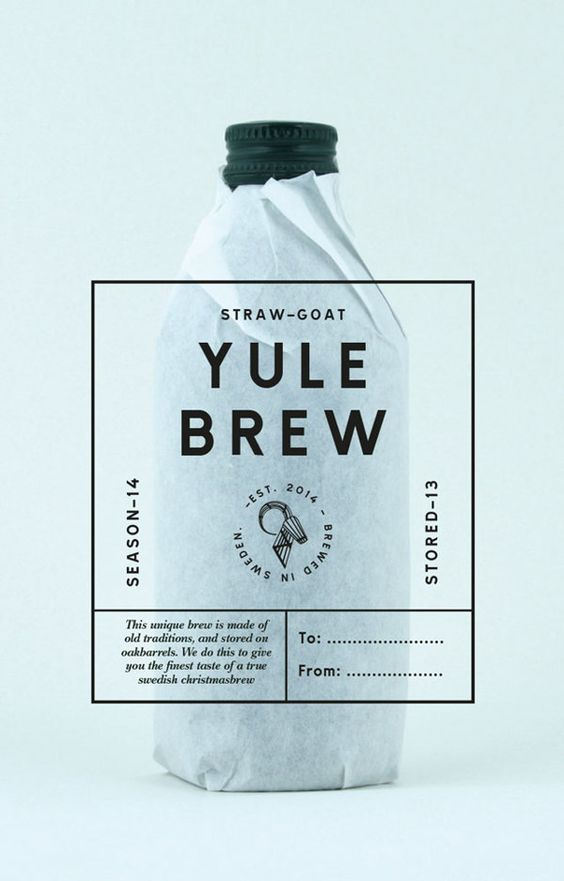 STRAW-GOAT
YULE
BREW
-EST. 2014 - BREWED IN SWEDEN.
SEASON-14
STORED-13
This unique brew is made of
old traditions, and stored on
oakbarrels. We do this to give
you the finest taste of a true
swedish christmasbrew
To: .......................
From: ...................